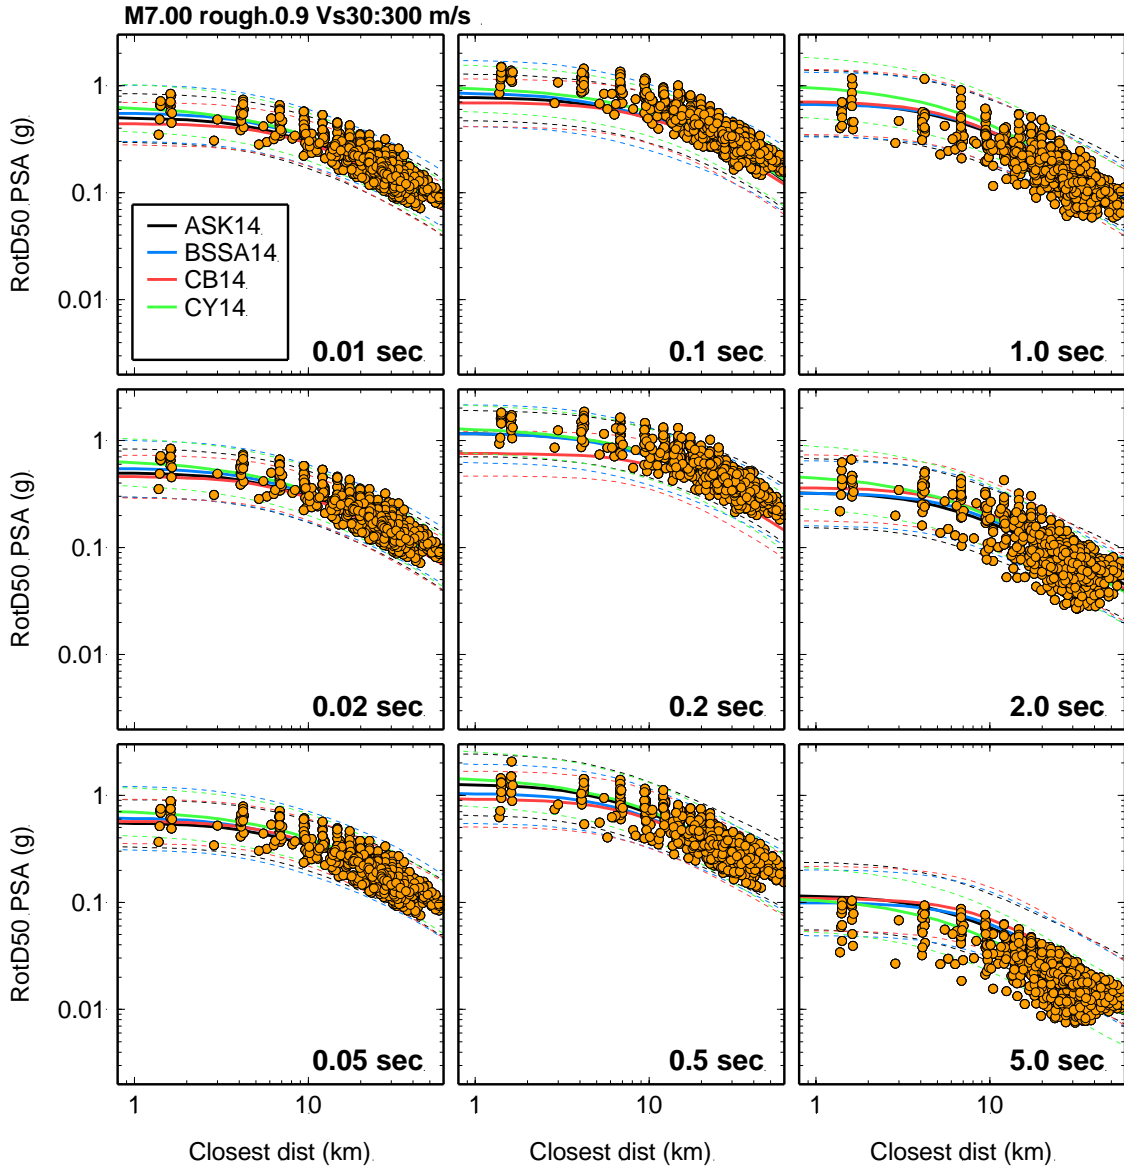 M7.00 rough.0.9 Vs30:300 m/s
RotD50 PSA (g)
1
0.1
0.01
ASK14
BSSA14
CB14
CY14
0.01 sec
0.1 sec
1.0 sec
RotD50 PSA (g)
1
0.1
0.01
0.02 sec
0.2 sec
2.0 sec
RotD50 PSA (g)
1
0.1
0.01
0.05 sec
0.5 sec
5.0 sec
1 10 1 10 1 10
Closest dist (km) Closest dist (km) Closest dist (km)